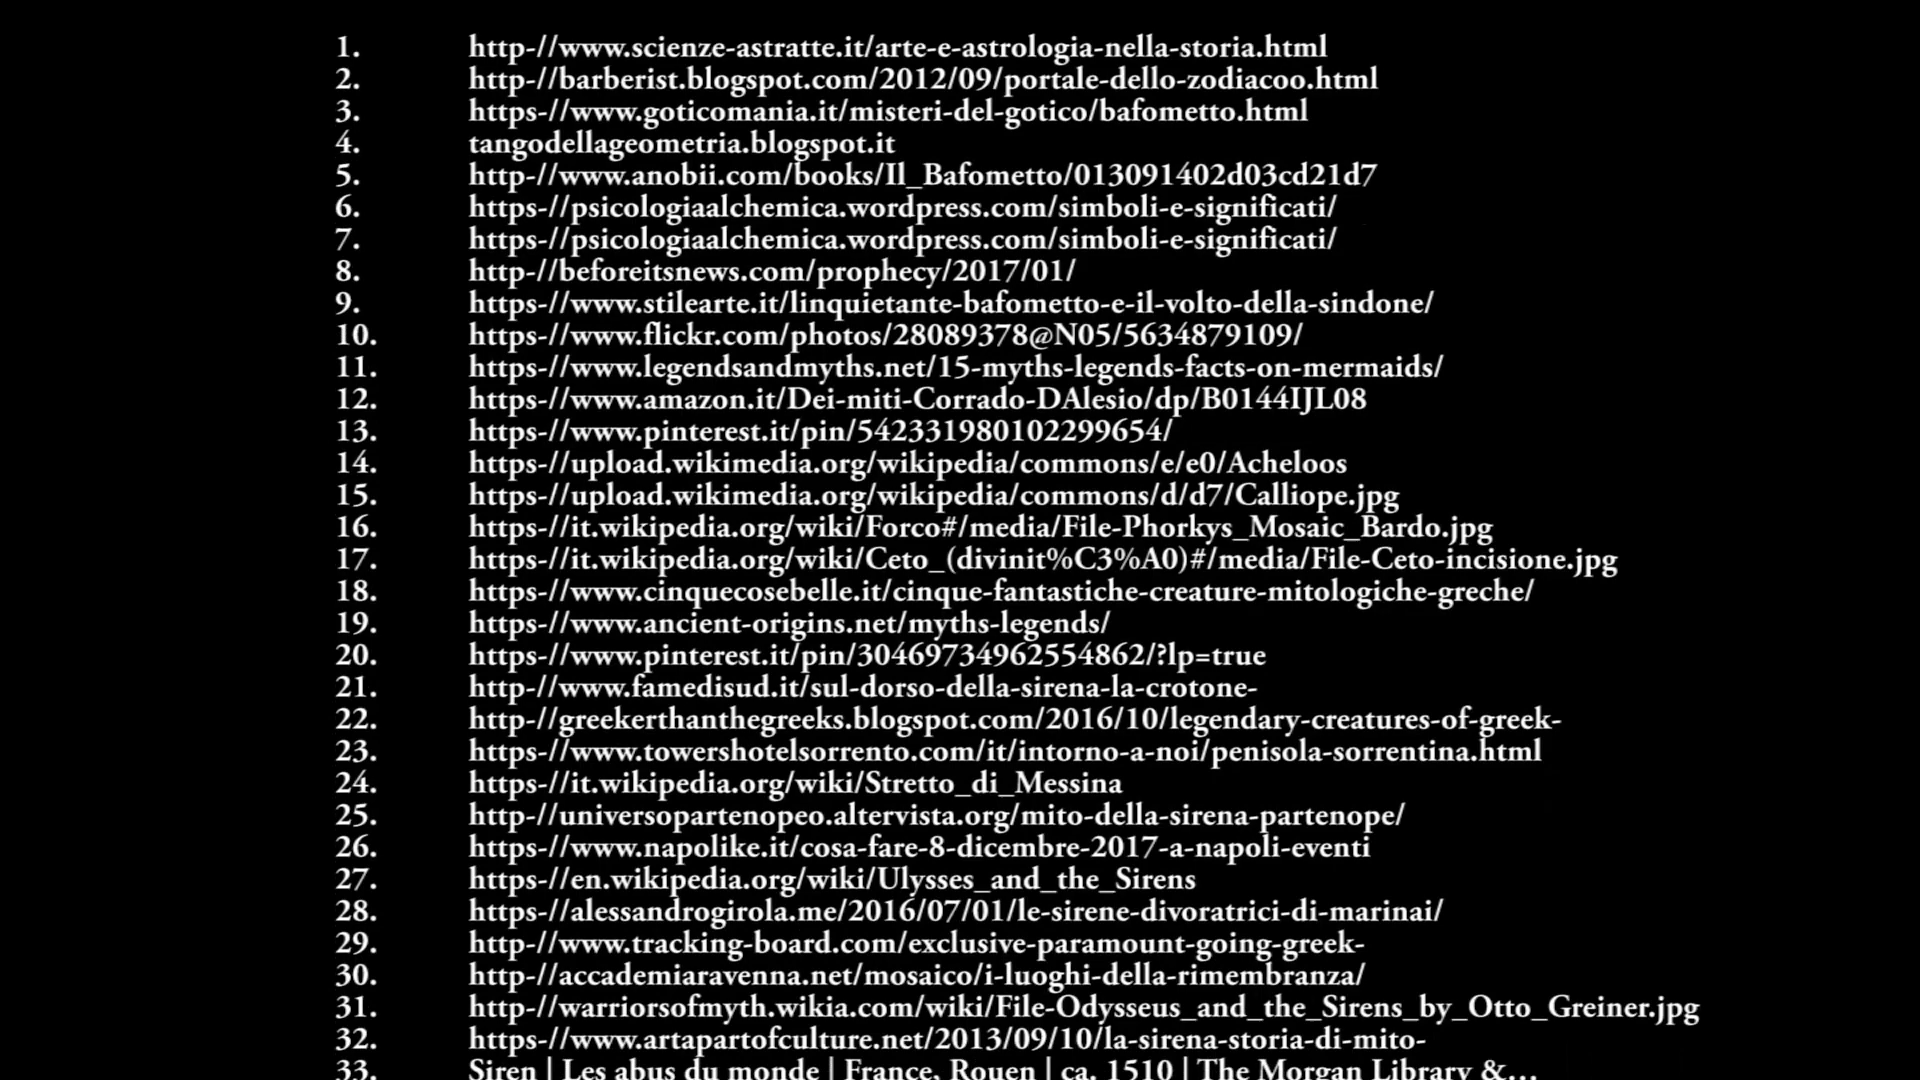 1. http-//www.scienze-astratte.it/arte-e-astrologia-nella-storia.html
2. http-//barberist.blogspot.com/2012/09/portale-dello-zodiacoo.html
3. https-//www.goticomania.it/misteri-del-gotico/bafometto.html
4. tangodellageometria.blogspot.it
5. http-//www.anobii.com/books/Il_Bafometto/013091402d03cd21d7
6. https-//psicologiaalchemica.wordpress.com/simboli-e-significati/
7. https-//psicologiaalchemica.wordpress.com/simboli-e-significati/
8. http-//beforeitsnews.com/prophecy/2017/01/
9. https-//www.stilearte.it/linquietante-bafometto-e-il-volto-della-sindone/
10. https-//www.flickr.com/photos/28089378@N05/5634879109/
11. https-//www.legendsandmyths.net/15-myths-legends-facts-on-mermaids/
12. https-//www.amazon.it/Dei-miti-Corrado-DAlesio/dp/B0144IJL08
13. https-//www.pinterest.it/pin/542331980102299654/
14. https-//upload.wikimedia.org/wikipedia/commons/e/e0/Acheloos
15. https-//upload.wikimedia.org/wikipedia/commons/d/d7/Calliope.jpg
16. https-//it.wikipedia.org/wiki/Forco#/media/File-Phorkys_Mosaic_Bardo.jpg
17. https-//it.wikipedia.org/wiki/Ceto_(divinit%C3%A0)#/media/File-Ceto-incisione.jpg
18. https-//www.cinquecosebelle.it/cinque-fantastiche-creature-mitologiche-greche/
19. https-//www.ancient-origins.net/myths-legends/
20. https-//www.pinterest.it/pin/30469734962554862/?lp=true
21. http-//www.famedisud.it/sul-dorso-della-sirena-la-crotone-
22. http-//greekerthanthegreeks.blogspot.com/2016/10/legendary-creatures-of-greek-
23. https-//www.towershotelsorrento.com/it/intorno-a-noi/penisola-sorrentina.html
24. https-//it.wikipedia.org/wiki/Stretto_di_Messina
25. http-//universopartenopeo.altervista.org/mito-della-sirena-partenope/
26. https-//www.napolike.it/cosa-fare-8-dicembre-2017-a-napoli-eventi
27. https-//en.wikipedia.org/wiki/Ulysses_and_the_Sirens
28. https-//alessandrogirola.me/2016/07/01/le-sirene-divoratrici-di-marinai/
29. http-//www.tracking-board.com/exclusive-paramount-going-greek-
30. http-//accademiaravenna.net/mosaico/i-luoghi-della-rimembranza/
31. http-//warriorsofmyth.wikia.com/wiki/File-Odysseus_and_the_Sirens_by_Otto_Greiner.jpg
32. https-//www.artapartofculture.net/2013/09/10/la-sirena-storia-di-mito-
33. Siren | Les abus du monde | France, Rouen | ca. 1510 | The Morgan Library &...